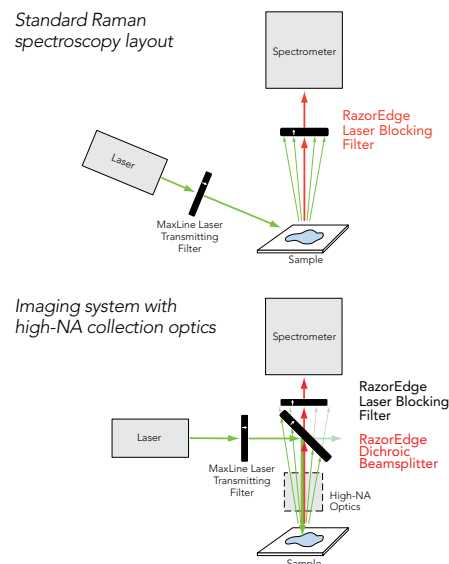 Standard Raman
spectroscopy layout
Spectrometer
RazorEdge
Laser Blocking
Filter
Laser
MaxLine Laser
Transmitting
Filter
Sample
Imaging system with
high-NA collection optics
Spectrometer
RazorEdge
Laser Blocking
Filter
Laser
RazorEdge
Dichroic
Beamsplitter
MaxLine Laser
Transmitting
Filter
High-NA
Optics
Sample